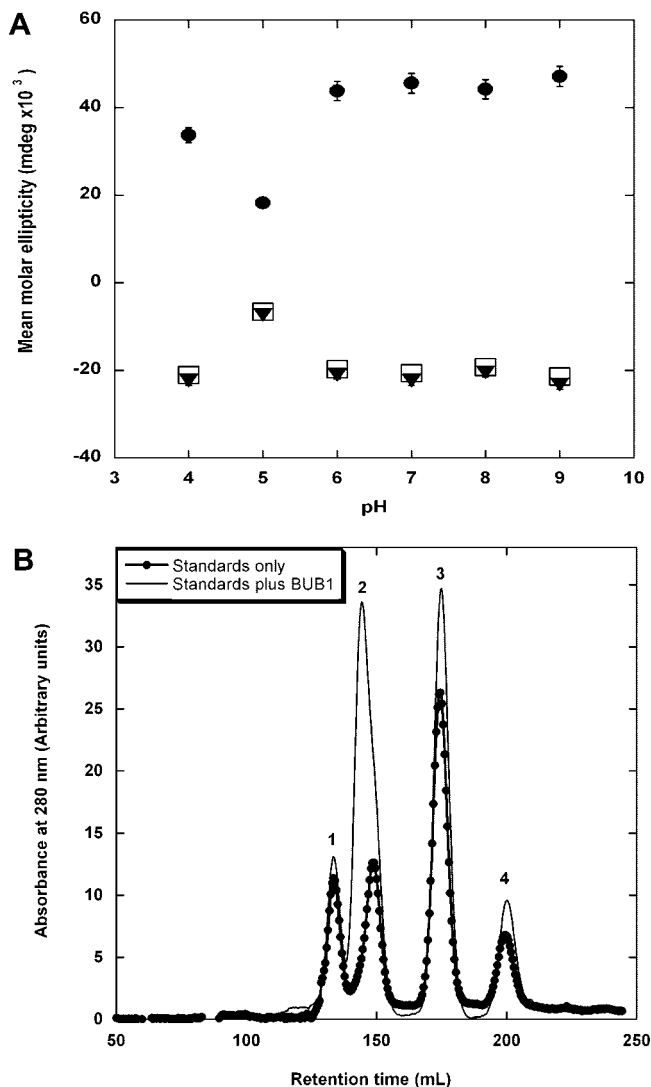 A
Mean molar ellipticity (mdeg x10³)
60
40
20
0
-20
-40
3 4 5 6 7 8 9 10
pH
B
Standards only
Standards plus BUB1
Absorbance at 280 nm (Arbitrary units)
35
30
25
20
15
10
5
0
1
2
3
4
50 100 150 200 250
Retention time (mL)